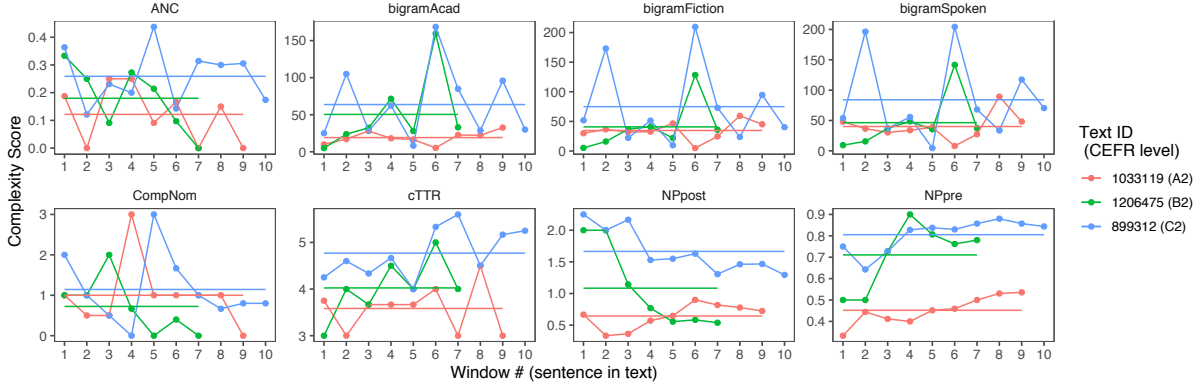 ANC
bigramAcad
bigramFiction
bigramSpoken
0.4
0.3
0.2
0.1
0.0
150
100
50
0
200
150
100
50
0
200
150
100
50
0
1 2 3 4 5 6 7 8 9 10
1 2 3 4 5 6 7 8 9 10
1 2 3 4 5 6 7 8 9 10
1 2 3 4 5 6 7 8 9 10
CompNom
cTTR
NPpost
NPpre
3
2
1
0
5
4
3
2.0
1.5
1.0
0.5
0.9
0.8
0.7
0.6
0.5
0.4
1 2 3 4 5 6 7 8 9 10
1 2 3 4 5 6 7 8 9 10
1 2 3 4 5 6 7 8 9 10
1 2 3 4 5 6 7 8 9 10
Complexity Score
Window # (sentence in text)
Text ID
(CEFR level)
1033119 (A2)
1206475 (B2)
899312 (C2)